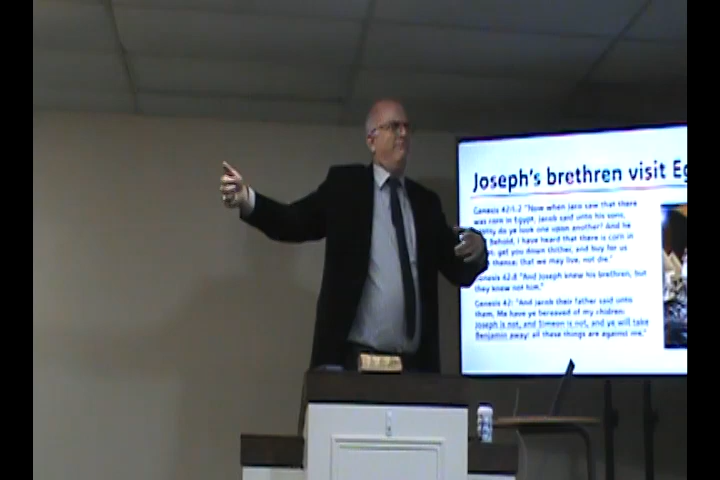 Joseph's brethren visit Eg
Genesis 42:1-2 "Now when Jaco saw that there
was corn in Egypt, Jacob said unto his sons,
do ye look one upon another? And he
Behold, I have heard that there is corn in
get you down thither, and buy for us
thence; that we may live, not die."
Genesis 42:8 "And Joseph knew his brethren, but
they knew not him."
Genesis 42: "And Jacob their father said unto
them, Me have ye bereaved of my chidren:
Joseph is not, and Simeon is not, and ye will take
Benjamin away: all these things are against me."